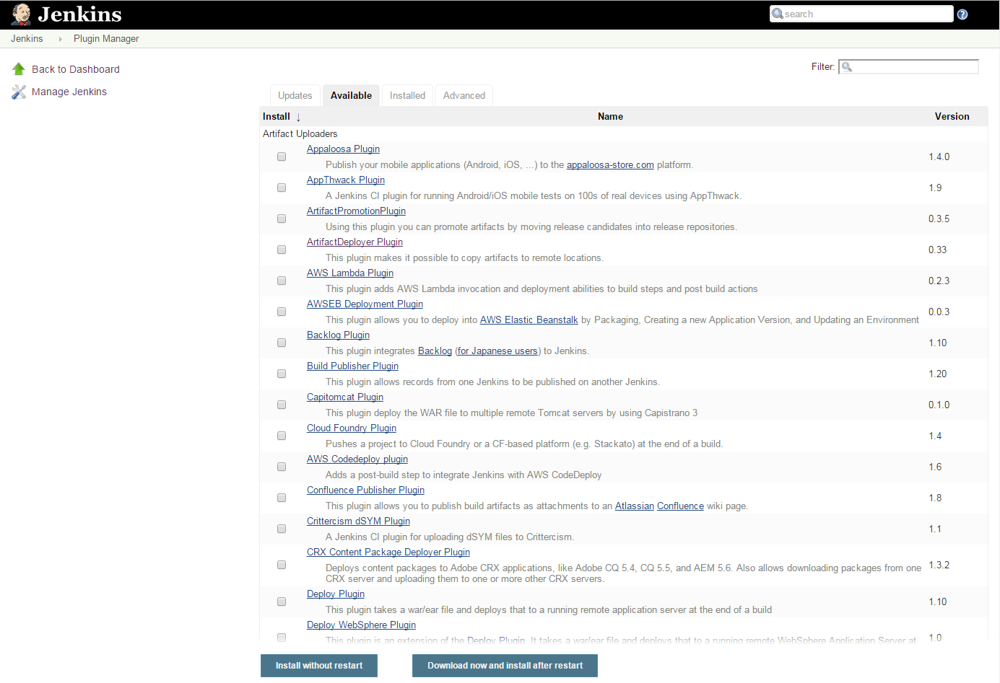 Jenkins
search
?
Jenkins Plugin Manager
Back to Dashboard
Manage Jenkins
Filter:
Updates Available Installed Advanced
Install ↓ Name Version
Artifact Uploaders
Appaloosa Plugin
Publish your mobile applications (Android, iOS, ...) to the appaloosa-store.com platform.
1.4.0
AppThwack Plugin
A Jenkins CI plugin for running Android/iOS mobile tests on 100s of real devices using AppThwack.
1.9
ArtifactPromotionPlugin
Using this plugin you can promote artifacts by moving release candidates into release repositories.
0.3.5
ArtifactDeployer Plugin
This plugin makes it possible to copy artifacts to remote locations.
0.33
AWS Lambda Plugin
This plugin adds AWS Lambda invocation and deployment abilities to build steps and post build actions
0.2.3
AWSEB Deployment Plugin
This plugin allows you to deploy into AWS Elastic Beanstalk by Packaging, Creating a new Application Version, and Updating an Environment
0.0.3
Backlog Plugin
This plugin integrates Backlog (for Japanese users) to Jenkins.
1.10
Build Publisher Plugin
This plugin allows records from one Jenkins to be published on another Jenkins.
1.20
Capitomcat Plugin
This plugin deploy the WAR file to multiple remote Tomcat servers by using Capistrano 3
0.1.0
Cloud Foundry Plugin
Pushes a project to Cloud Foundry or a CF-based platform (e.g. Stackato) at the end of a build.
1.4
AWS Codedeploy plugin
Adds a post-build step to integrate Jenkins with AWS CodeDeploy
1.6
Confluence Publisher Plugin
This plugin allows you to publish build artifacts as attachments to an Atlassian Confluence wiki page.
1.8
Crittercism dSYM Plugin
A Jenkins CI plugin for uploading dSYM files to Crittercism.
1.1
CRX Content Package Deployer Plugin
Deploys content packages to Adobe CRX applications, like Adobe CQ 5.4, CQ 5.5, and AEM 5.6. Also allows downloading packages from one
CRX server and uploading them to one or more other CRX servers.
1.3.2
Deploy Plugin
This plugin takes a war/ear file and deploys that to a running remote application server at the end of a build
1.10
Deploy WebSphere Plugin
This plugin is an extension of the Deploy Plugin. It takes a war/ear file and deploys that to a running remote WebSphere Application Server at
1.0
Install without restart
Download now and install after restart